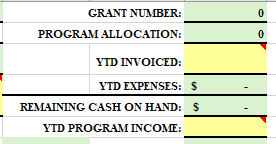 GRANT NUMBER: 0
PROGRAM ALLOCATION: 0
YTD INVOICED:
YTD EXPENSES: $ -
REMAINING CASH ON HAND: $ -
YTD PROGRAM INCOME: